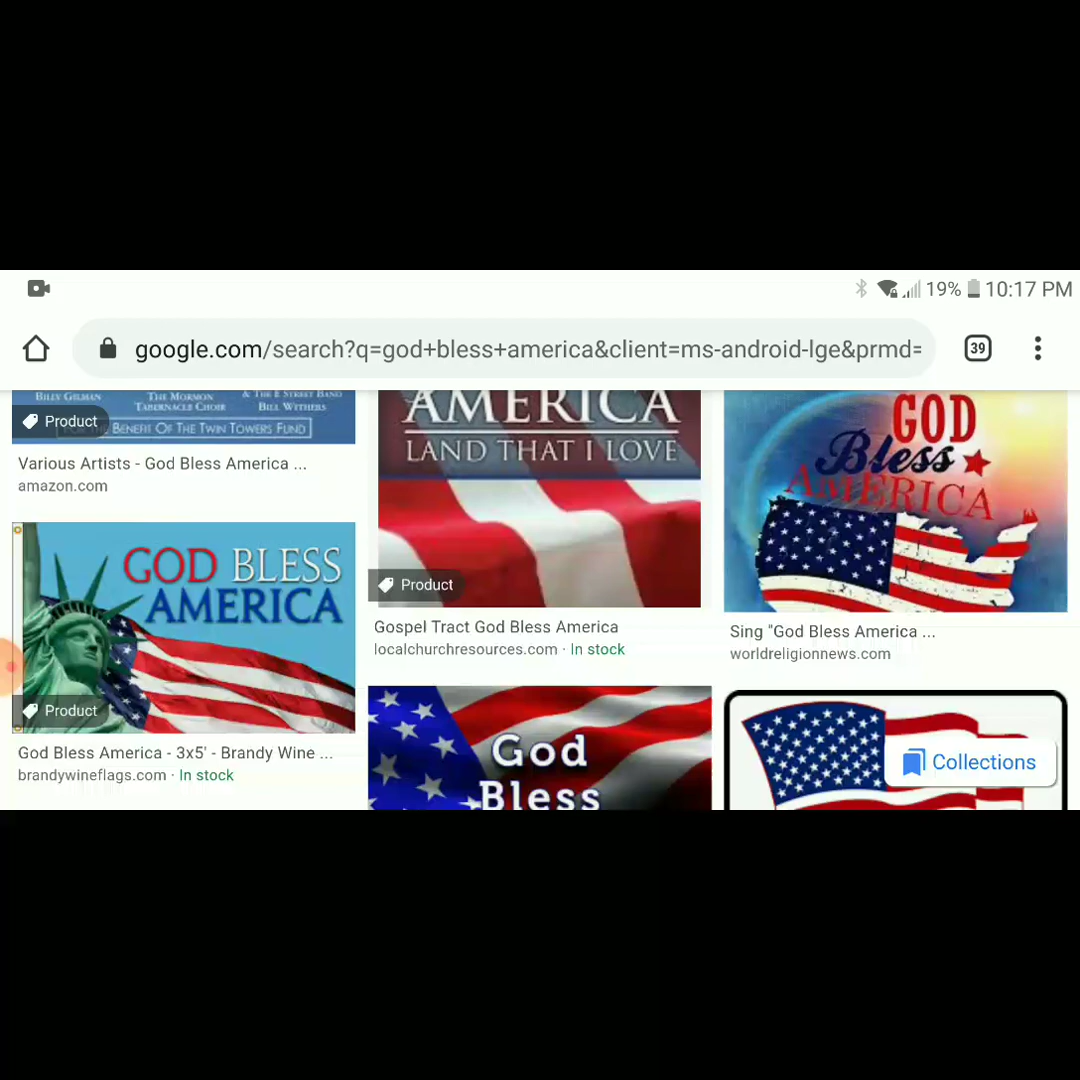 19% 10:17 PM
google.com/search?q=god+bless+america&client=ms-android-lge&prmd=
39
BILLY GILMAN
THE MORMON
TABERNACLE CHOIR
& THE E STREET BAND
BILL WITHERS
Product
BENEFIT OF THE TWIN TOWERS FUND
Various Artists - God Bless America ...
amazon.com
GOD BLESS
AMERICA
Product
God Bless America - 3x5' - Brandy Wine ...
brandywineflags.com · In stock
AMERICA
LAND THAT I LOVE
Product
Gospel Tract God Bless America
localchurchresources.com · In stock
God
Bless
GOD
Bless
AMERICA
Sing "God Bless America ...
worldreligionnews.com
Collections